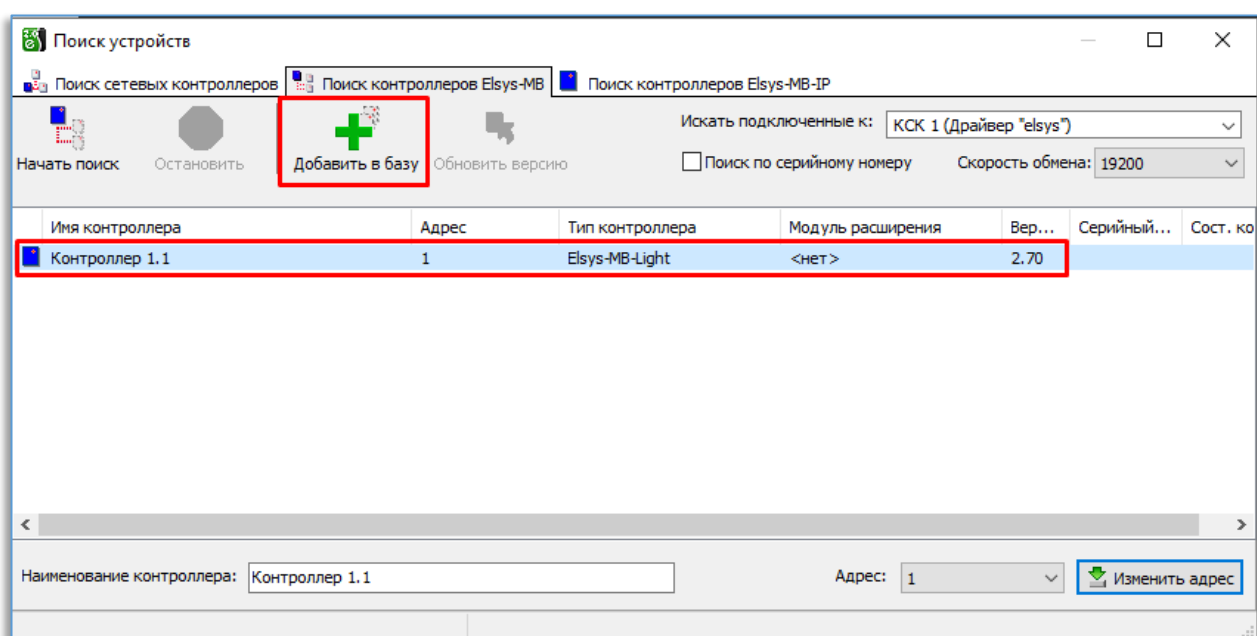 Поиск устройств
Поиск сетевых контроллеров Поиск контроллеров Elsys-MB Поиск контроллеров Elsys-MB-IP
Искать подключенные к: КСК 1 (Драйвер "elsys")
Начать поиск Остановить Добавить в базу Обновить версию Поиск по серийному номеру Скорость обмена: 19200
Имя контроллера Адрес Тип контроллера Модуль расширения Вер... Серийный... Сост. ко
Контроллер 1.1 1 Elsys-MB-Light <нет> 2.70
Наименование контроллера: Контроллер 1.1 Адрес: 1 Изменить адрес